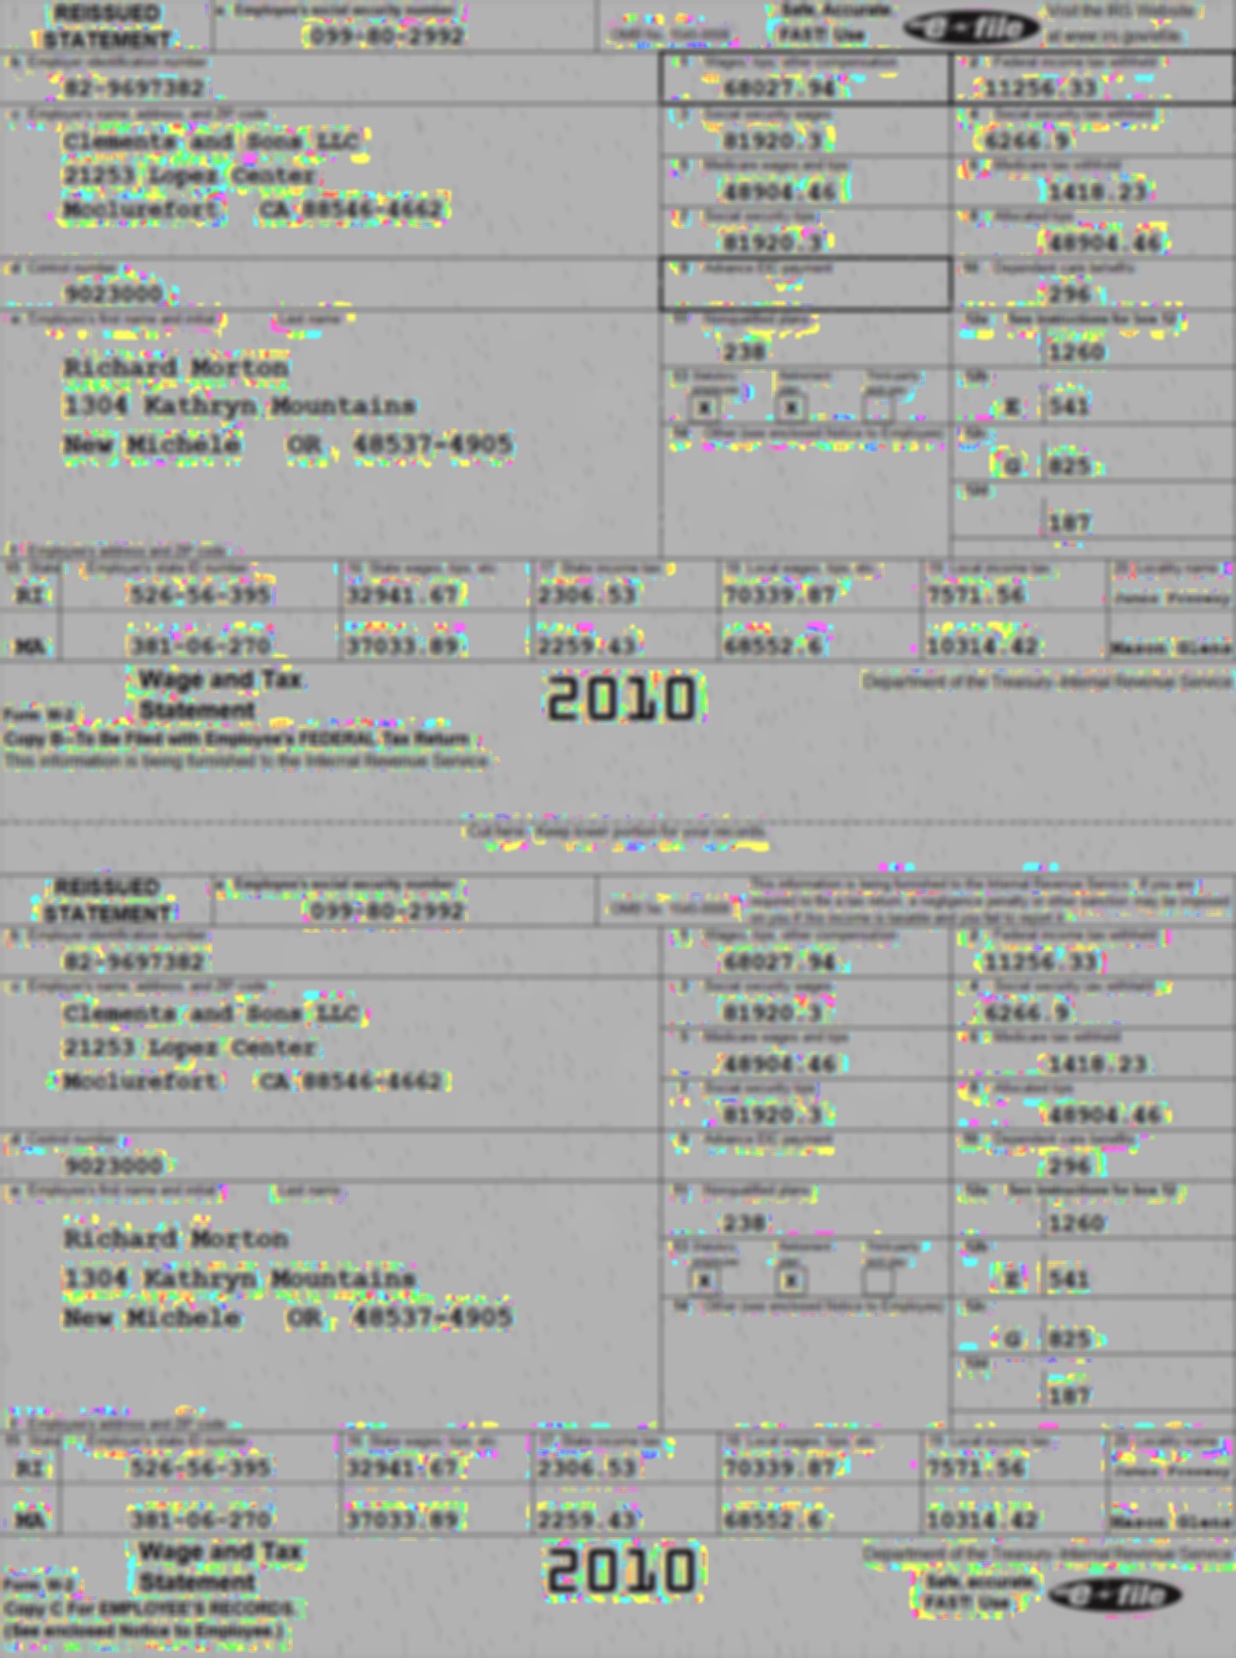 REISSUED STATEMENT
a Employee's social security number
099-80-2992
OMB No. 1545-0008
Safe, Accurate, FAST! Use
e-file
Visit the IRS Website at www.irs.gov/efile.
b Employer identification number
82-9697382
1 Wages, tips, other compensation
68027.94
2 Federal income tax withheld
11256.33
c Employer's name, address, and ZIP code
Clements and Sons LLC
21253 Lopez Center
Mcclurefort CA 88546-4662
3 Social security wages
81920.3
4 Social security tax withheld
6266.9
5 Medicare wages and tips
48904.46
6 Medicare tax withheld
1418.23
7 Social security tips
81920.3
8 Allocated tips
48904.46
d Control number
9023000
9 Advance EIC payment
10 Dependent care benefits
296
e Employee's first name and initial Last name
Richard Morton
1304 Kathryn Mountains
New Michele OR 48537-4905
11 Nonqualified plans
238
12a See instructions for box 12
1260
13 Statutory employee Retirement plan Third-party sick pay
X X
12b
E 541
14 Other (see enclosed Notice to Employee)
12c
G 825
12d
187
f Employee's address and ZIP code
15 State Employer's state ID number 16 State wages, tips, etc. 17 State income tax 18 Local wages, tips, etc. 19 Local income tax 20 Locality name
RI 526-56-395 32941.67 2306.53 70339.87 7571.56 Jones Freeway
MA 381-06-270 37033.89 2259.43 68552.6 10314.42 Mason Glens
Form W-2
Wage and Tax Statement
2010
Department of the Treasury-Internal Revenue Service
Copy B-To Be Filed with Employee's FEDERAL Tax Return
This information is being furnished to the Internal Revenue Service.
Cut here. Keep lower portion for your records.
REISSUED STATEMENT
a Employee's social security number
099-80-2992
OMB No. 1545-0008
This information is being furnished to the Internal Revenue Service. If you are
required to file a tax return, a negligence penalty or other sanction may be imposed
on you if this income is taxable and you fail to report it.
b Employer identification number
82-9697382
1 Wages, tips, other compensation
68027.94
2 Federal income tax withheld
11256.33
c Employer's name, address, and ZIP code
Clements and Sons LLC
21253 Lopez Center
Mcclurefort CA 88546-4662
3 Social security wages
81920.3
4 Social security tax withheld
6266.9
5 Medicare wages and tips
48904.46
6 Medicare tax withheld
1418.23
7 Social security tips
81920.3
8 Allocated tips
48904.46
d Control number
9023000
9 Advance EIC payment
10 Dependent care benefits
296
e Employee's first name and initial Last name
Richard Morton
1304 Kathryn Mountains
New Michele OR 48537-4905
11 Nonqualified plans
238
12a See instructions for box 12
1260
13 Statutory employee Retirement plan Third-party sick pay
X X
12b
E 541
14 Other (see enclosed Notice to Employee)
12c
G 825
12d
187
f Employee's address and ZIP code
15 State Employer's state ID number 16 State wages, tips, etc. 17 State income tax 18 Local wages, tips, etc. 19 Local income tax 20 Locality name
RI 526-56-395 32941.67 2306.53 70339.87 7571.56 Jones Freeway
MA 381-06-270 37033.89 2259.43 68552.6 10314.42 Mason Glens
Form W-2
Wage and Tax Statement
2010
Department of the Treasury-Internal Revenue Service
Copy C For EMPLOYEE'S RECORDS.
(See enclosed Notice to Employee.)
Safe, accurate, FAST! Use
e-file